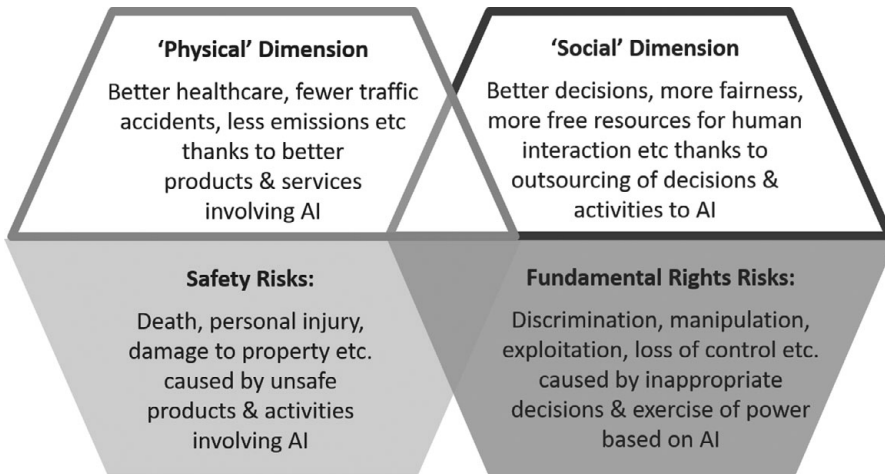 ‘Physical’ Dimension
Better healthcare, fewer traffic
accidents, less emissions etc
thanks to better
products & services
involving AI
‘Social’ Dimension
Better decisions, more fairness,
more free resources for human
interaction etc thanks to
outsourcing of decisions &
activities to AI
Safety Risks:
Death, personal injury,
damage to property etc.
caused by unsafe
products & activities
involving AI
Fundamental Rights Risks:
Discrimination, manipulation,
exploitation, loss of control etc.
caused by inappropriate
decisions & exercise of power
based on AI